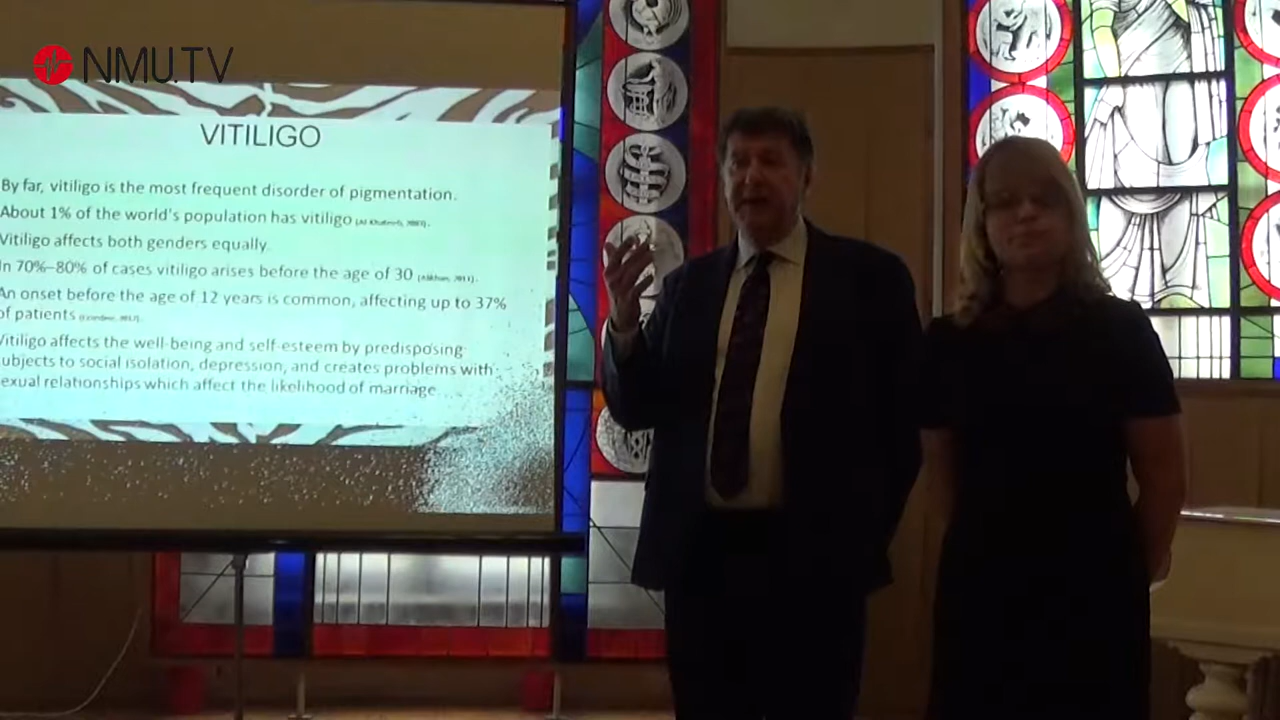 NMU.TV
VITILIGO
By far, vitiligo is the most frequent disorder of pigmentation.
About 1% of the world's population has vitiligo
Vitiligo affects both genders equally.
In 70%–80% of cases vitiligo arises before the age of 30
An onset before the age of 12 years is common, affecting up to 37%
of patients
Vitiligo affects the well-being and self-esteem by predisposing
ubjects to social isolation, depression, and creates problems with
exual relationships which affect the likelihood of marriage